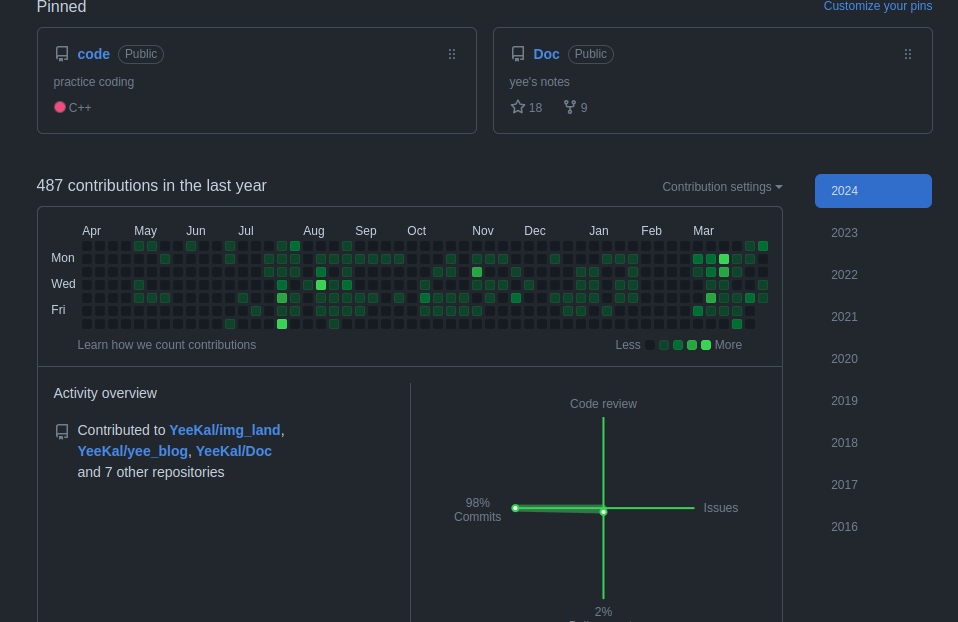 Pinned
Customize your pins
code Public
practice coding
C++
Doc Public
yee's notes
18 9
487 contributions in the last year
Contribution settings
2024
2023
2022
2021
2020
2019
2018
2017
2016
Apr May Jun Jul Aug Sep Oct Nov Dec Jan Feb Mar
Mon
Wed
Fri
Learn how we count contributions
Less More
Activity overview
Contributed to YeeKal/img_land,
YeeKal/yee_blog, YeeKal/Doc
and 7 other repositories
Code review
98%
Commits
Issues
2%